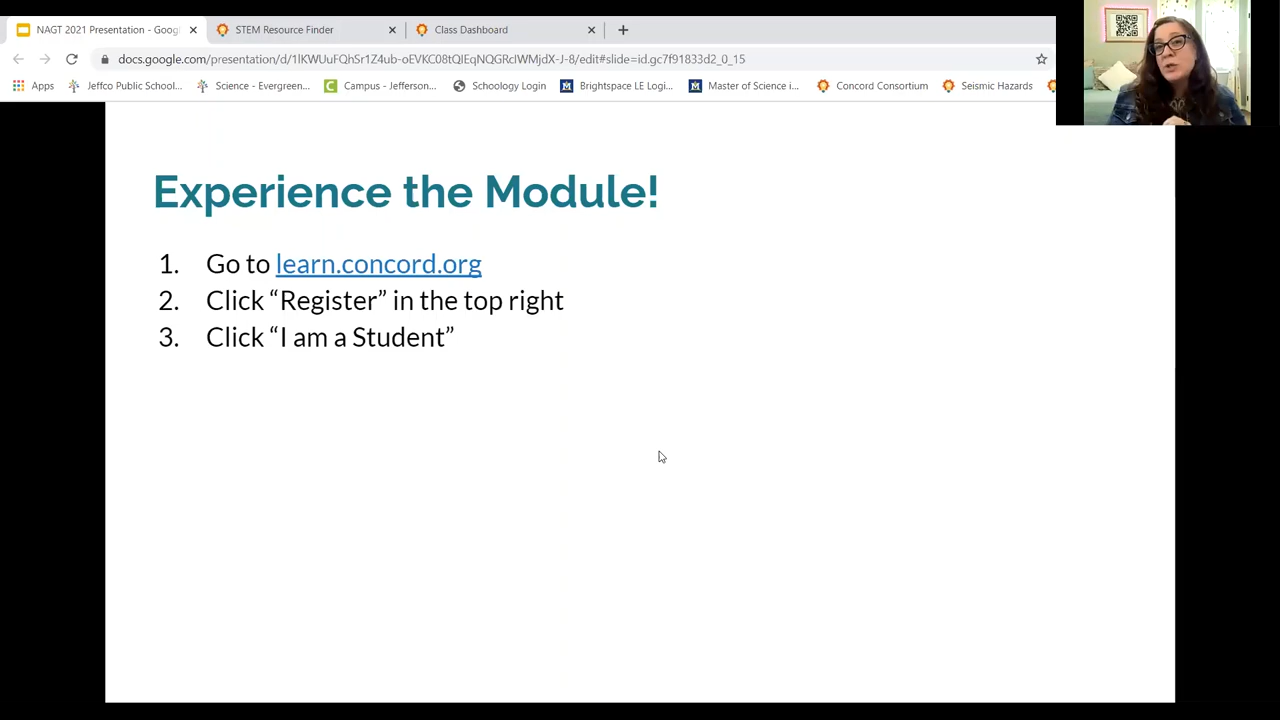 NAGT 2021 Presentation - Goog
STEM Resource Finder
Class Dashboard
docs.google.com/presentation/d/1lKWUuFQhSr1Z4ub-oEVKC08tQIEqNQGRcIWMjdX-J-8/edit#slide=id.gc7f91833d2_0_15
Apps
Jeffco Public School...
Science - Evergreen...
Campus - Jefferson...
Schoology Login
Brightspace LE Logi...
Master of Science i...
Concord Consortium
Seismic Hazards
Experience the Module!
1. Go to learn.concord.org
2. Click “Register” in the top right
3. Click “I am a Student”